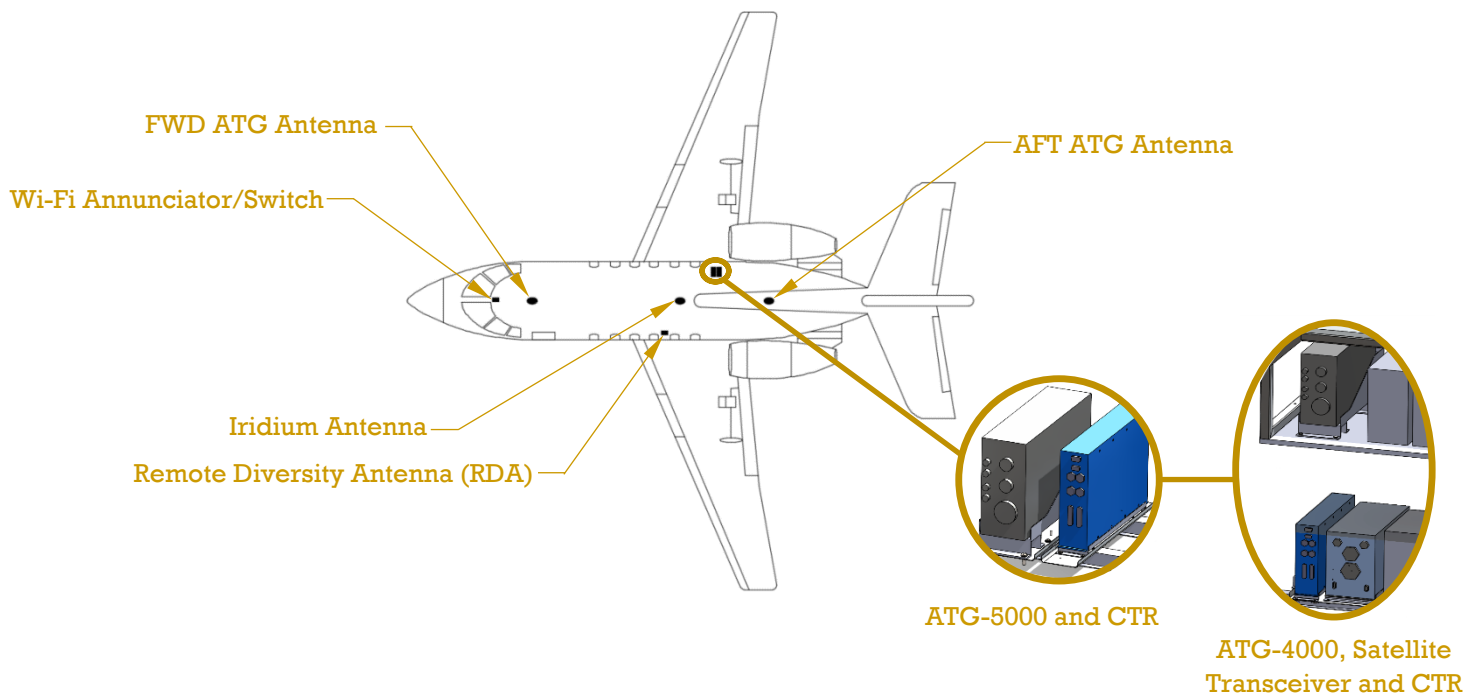 FWD ATG Antenna
AFT ATG Antenna
Wi-Fi Annunciator/Switch
Iridium Antenna
Remote Diversity Antenna (RDA)
ATG-5000 and CTR
ATG-4000, Satellite
Transceiver and CTR